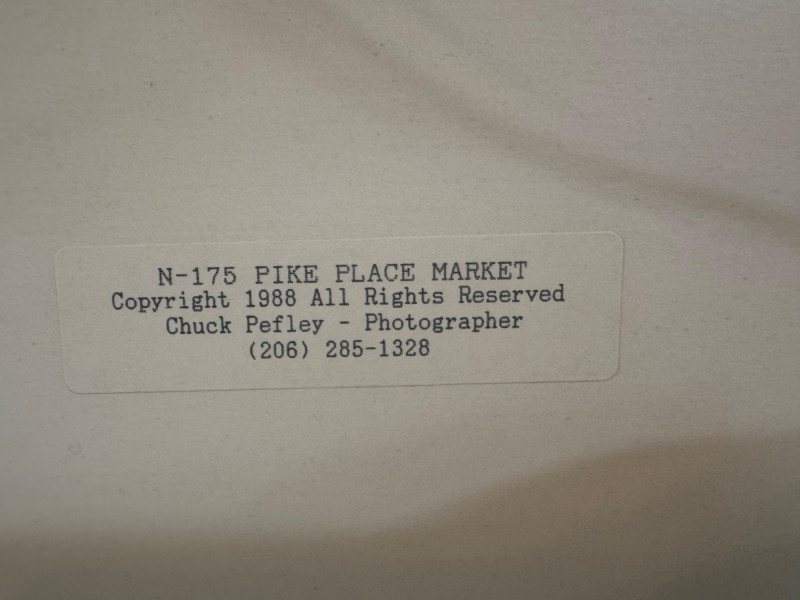 N-175 PIKE PLACE MARKET
Copyright 1988 All Rights Reserved
Chuck Pefley - Photographer
(206) 285-1328